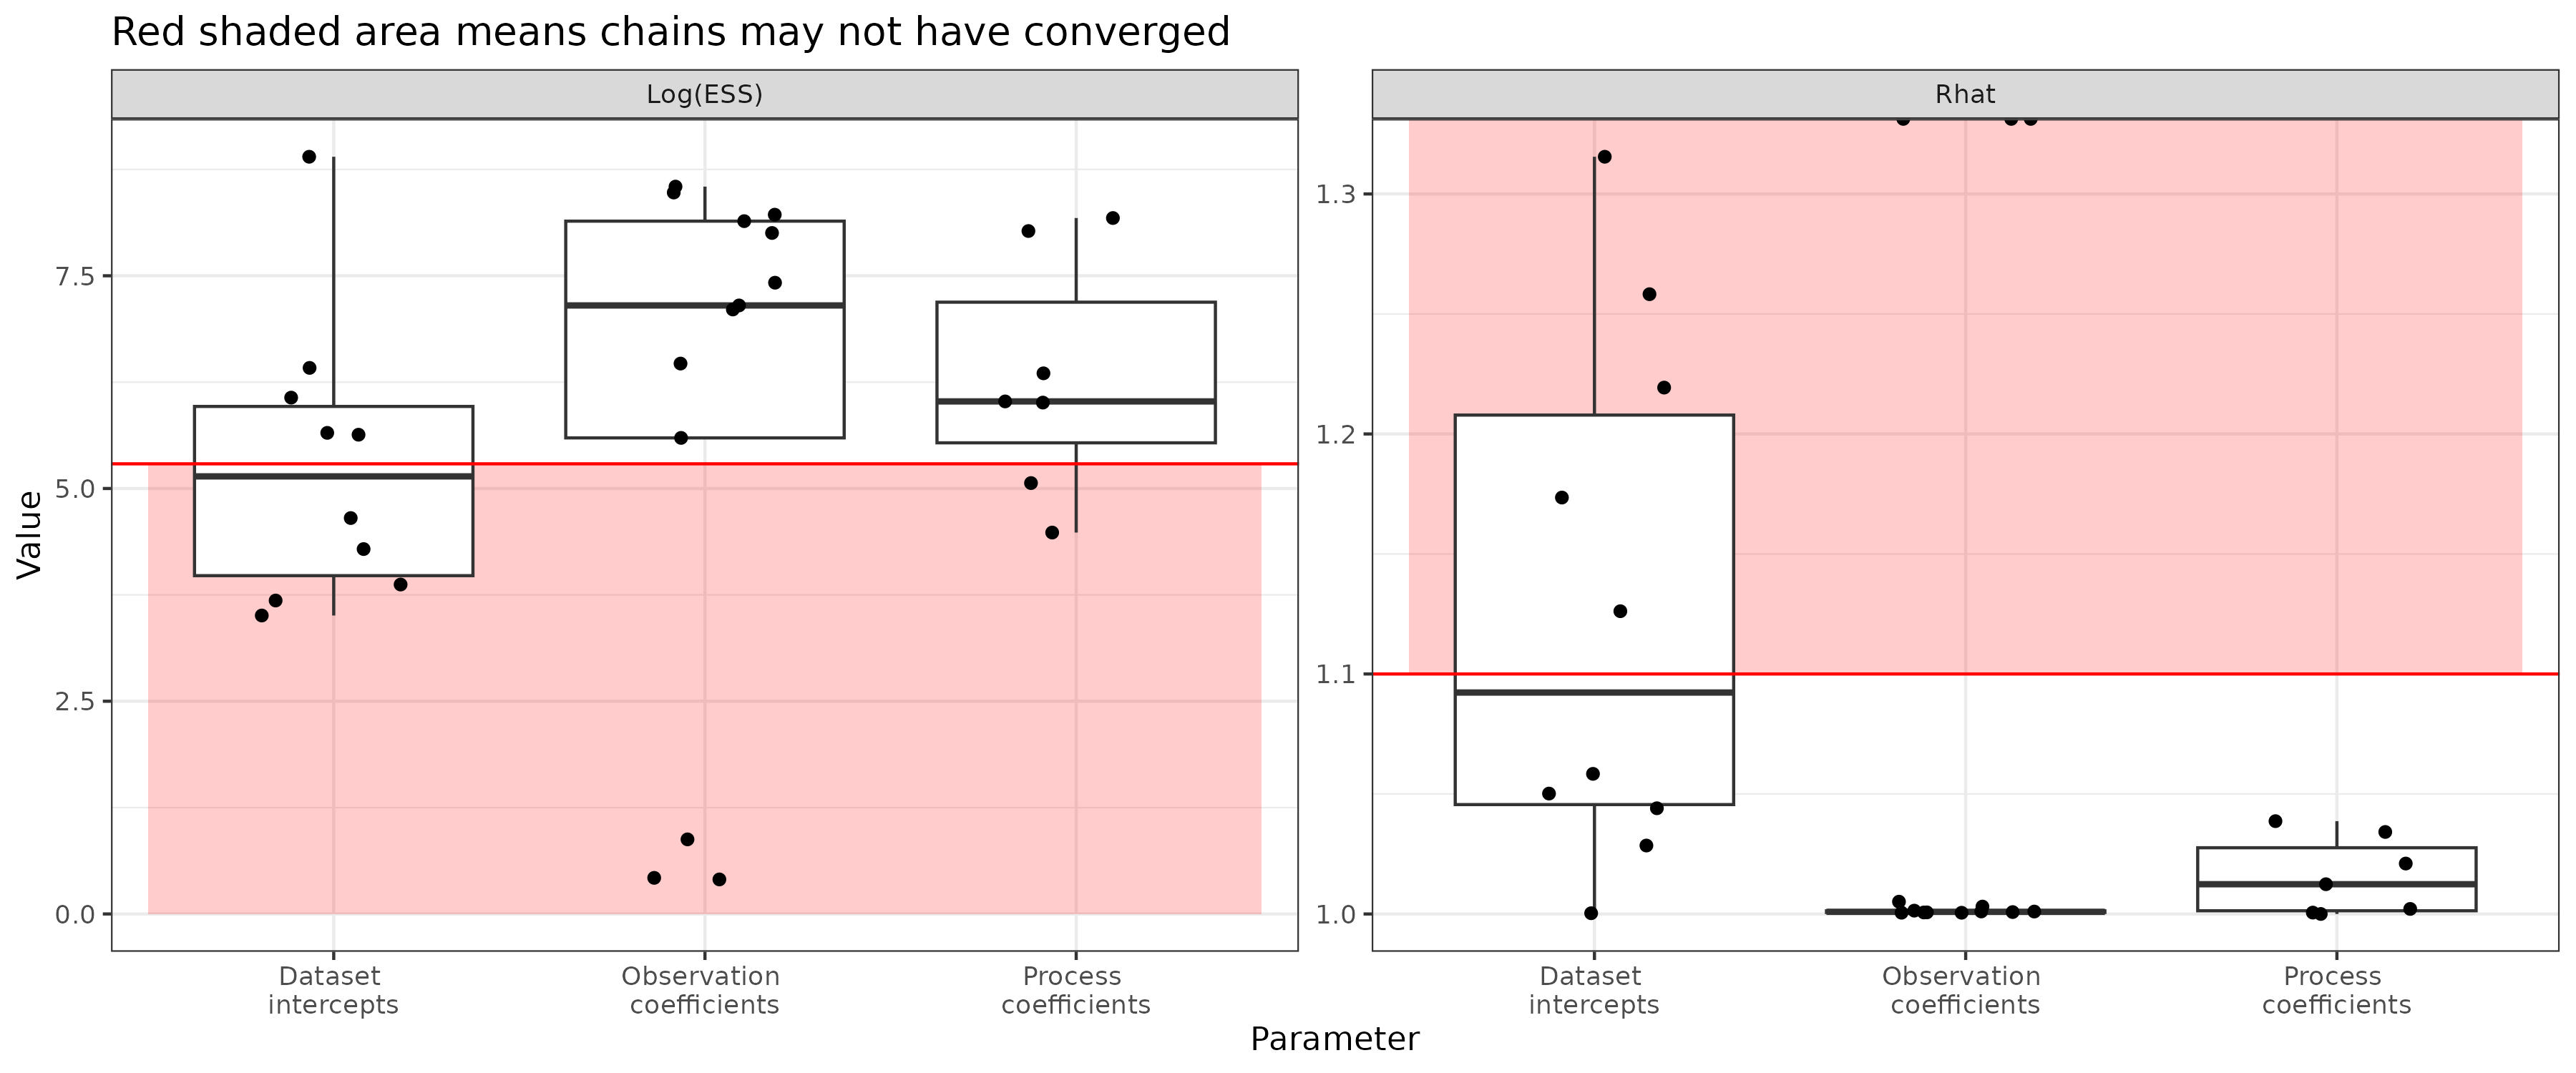 Red shaded area means chains may not have converged
Log(ESS)
Rhat
Value
7.5
5.0
2.5
0.0
1.3
1.2
1.1
1.0
Dataset
intercepts
Observation
coefficients
Process
coefficients
Dataset
intercepts
Observation
coefficients
Process
coefficients
Parameter